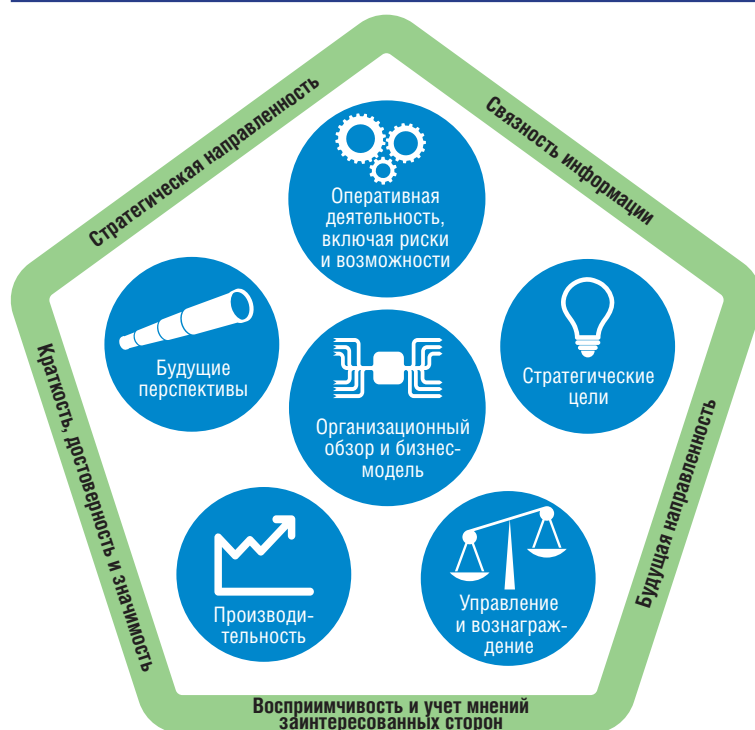 Стратегическая направленность
Связность информации
Оперативная
деятельность,
включая риски
и возможности
Будущие
перспективы
Стратегические
цели
Организационный
обзор и бизнес-
модель
Краткость, достоверность и значимость
Будущая направленность
Производи-
тельность
Управление
и вознаграж-
дение
Восприимчивость и учет мнений
заинтересованных сторон